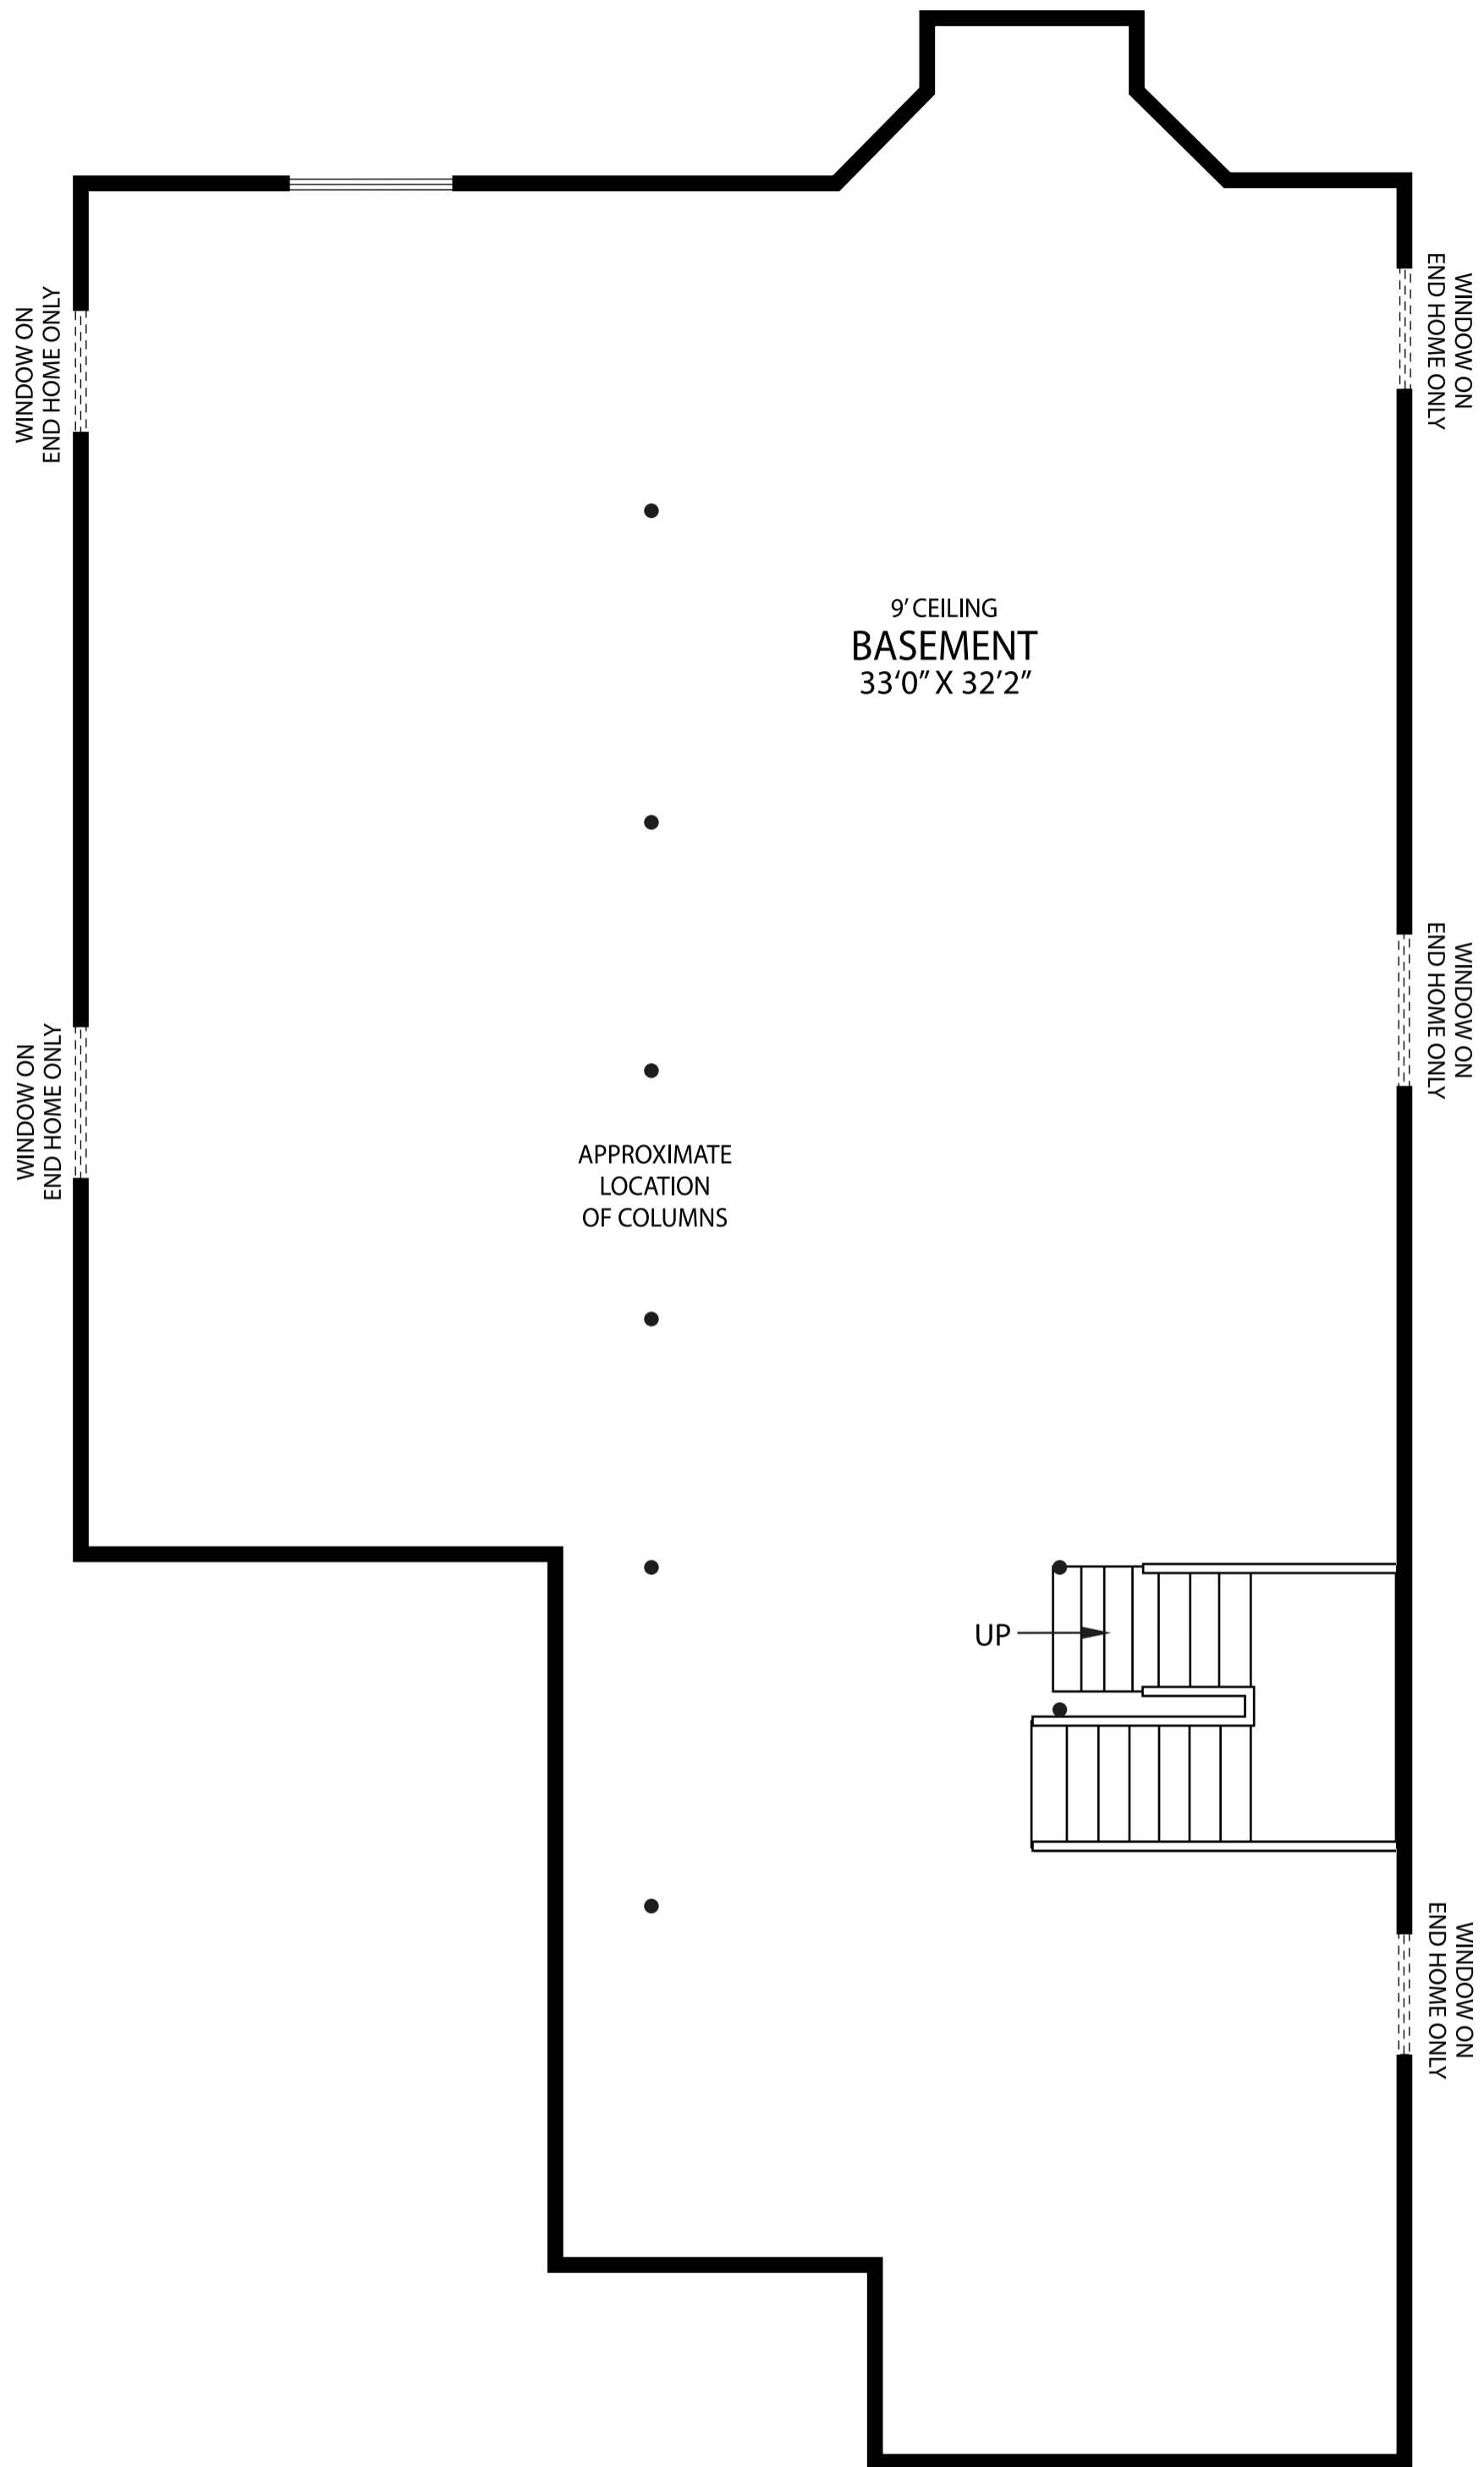 WINDOW ON
END HOME ONLY
WINDOW ON
END HOME ONLY
9’ CEILING
BASEMENT
33‘0” X 32’2”
WINDOW ON
END HOME ONLY
WINDOW ON
END HOME ONLY
APPROXIMATE
LOCATION
OF COLUMNS
UP
WINDOW ON
END HOME ONLY